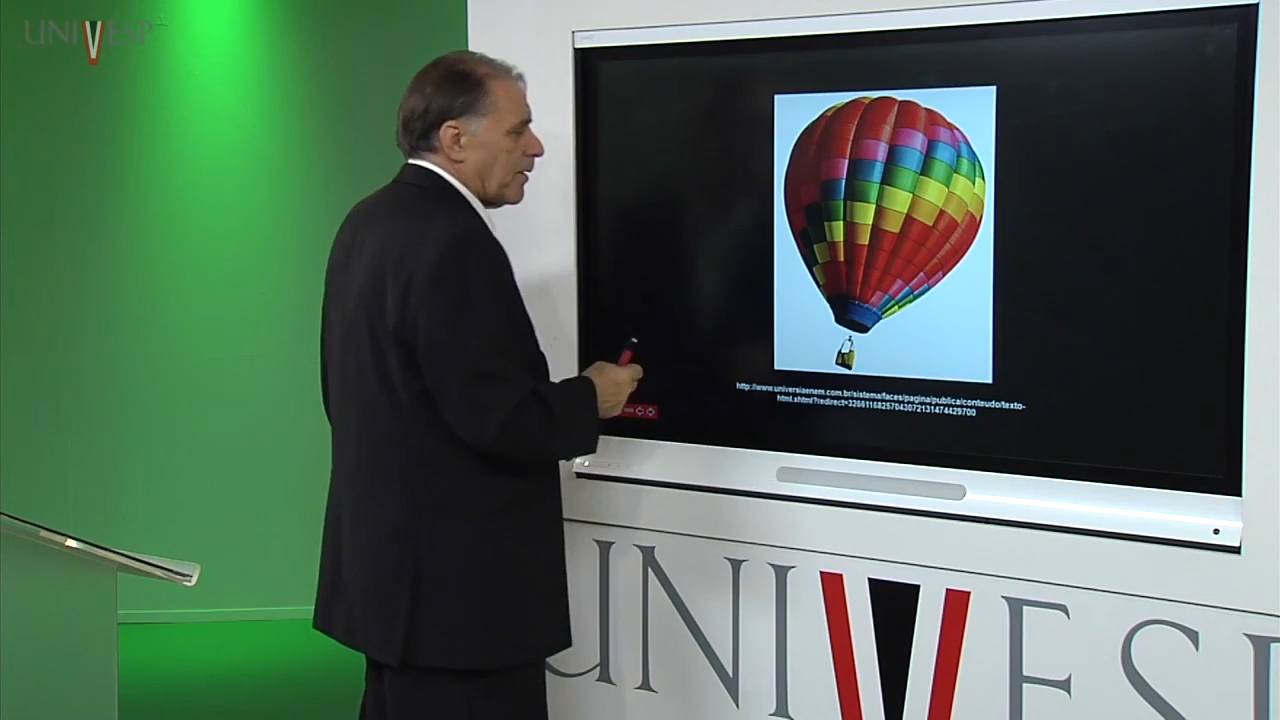 UNIVESP
http://www.universiaenem.com.br/sistema/faces/pagina/publica/conteudo/texto-
html.xhtml?redirect=32661168257043072131474429700
UNIVESP